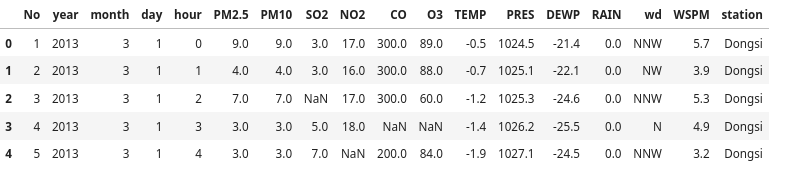 No year month day hour PM2.5 PM10 SO2 NO2 CO O3 TEMP PRES DEWP RAIN wd WSPM station
0 1 2013 3 1 0 9.0 9.0 3.0 17.0 300.0 89.0 -0.5 1024.5 -21.4 0.0 NNW 5.7 Dongsi
1 2 2013 3 1 1 4.0 4.0 3.0 16.0 300.0 88.0 -0.7 1025.1 -22.1 0.0 NW 3.9 Dongsi
2 3 2013 3 1 2 7.0 7.0 NaN 17.0 300.0 60.0 -1.2 1025.3 -24.6 0.0 NNW 5.3 Dongsi
3 4 2013 3 1 3 3.0 3.0 5.0 18.0 NaN NaN -1.4 1026.2 -25.5 0.0 N 4.9 Dongsi
4 5 2013 3 1 4 3.0 3.0 7.0 NaN 200.0 84.0 -1.9 1027.1 -24.5 0.0 NNW 3.2 Dongsi